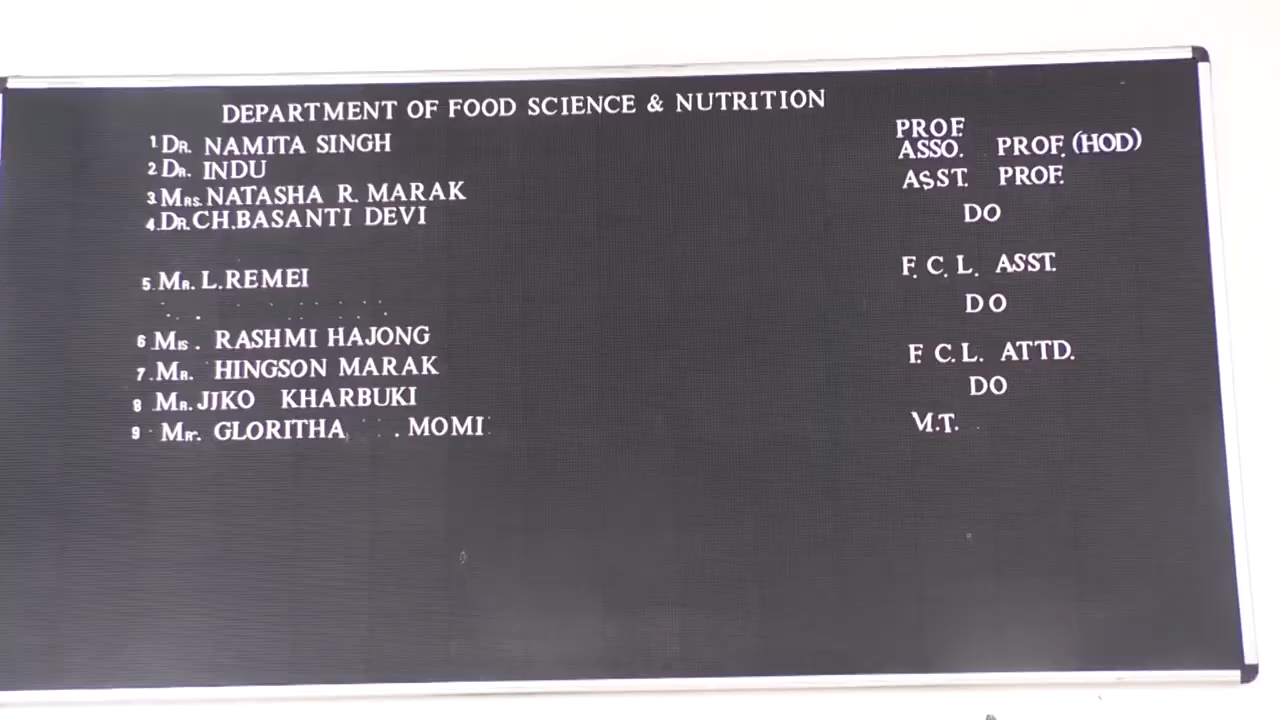 DEPARTMENT OF FOOD SCIENCE & NUTRITION
1 DR. NAMITA SINGH PROF.
2 DR. INDU ASSO. PROF. (HOD)
3 MRS. NATASHA R. MARAK ASST. PROF.
4. DR. CH. BASANTI DEVI DO
5. MR. L. REMEI F. C. L. ASST.
DO
6 MIS. RASHMI HAJONG
7. MR. HINGSON MARAK F. C. L. ATTD.
8 MR. JIKO KHARBUKI DO
9 GLORITHA . MOMI M.T.